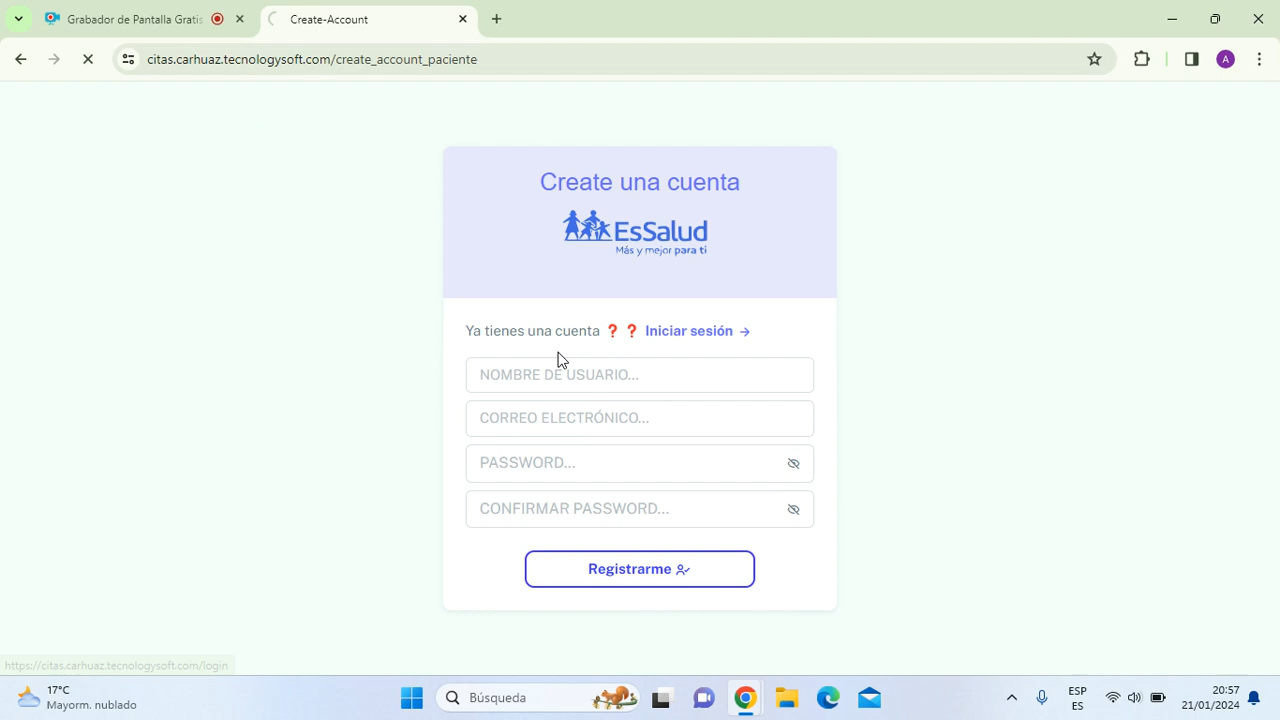 Grabador de Pantalla Gratis
Create-Account
citas.carhuaz.tecnologysoft.com/create_account_paciente
A
Create una cuenta
EsSalud
Más y mejor para ti
Ya tienes una cuenta ❓ ❓ Iniciar sesión →
NOMBRE DE USUARIO...
CORREO ELECTRÓNICO...
PASSWORD...
CONFIRMAR PASSWORD...
Registrarme
https://citas.carhuaz.tecnologysoft.com/login
17°C
Mayorm. nublado
Búsqueda
ESP
ES
20:57
21/01/2024